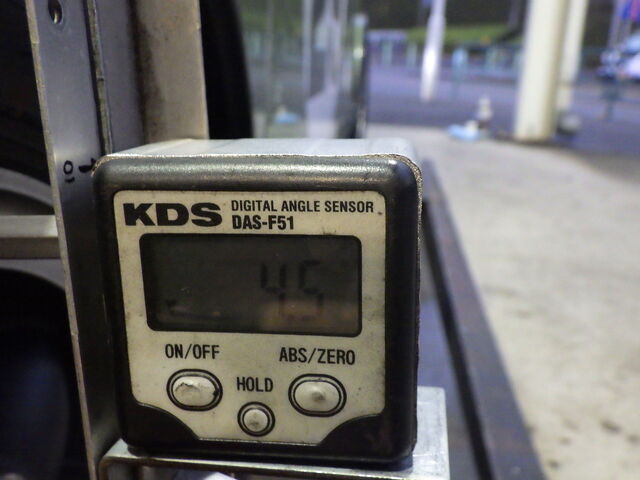 KDS DIGITAL ANGLE SENSOR
DAS-F51
4.5
ON/OFF
ABS/ZERO
HOLD